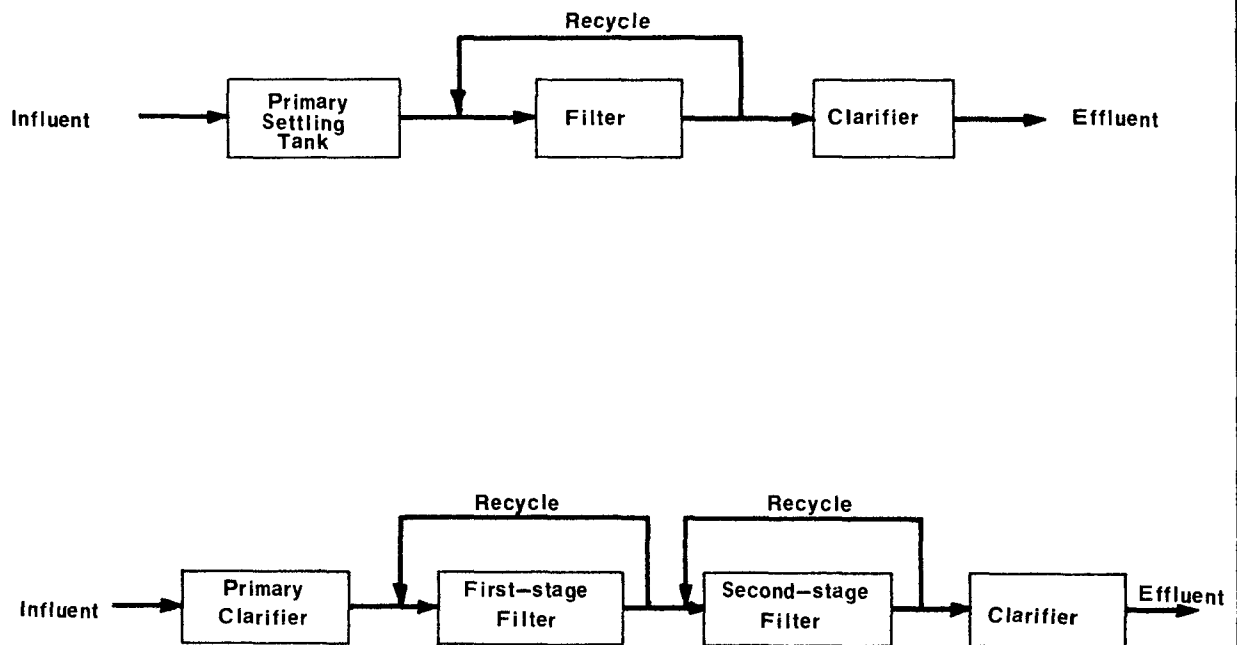 Recycle
Influent
Primary
Settling
Tank
Filter
Clarifier
Effluent
Recycle
Recycle
Influent
Primary
Clarifier
First-stage
Filter
Second-stage
Filter
Clarifier
Effluent